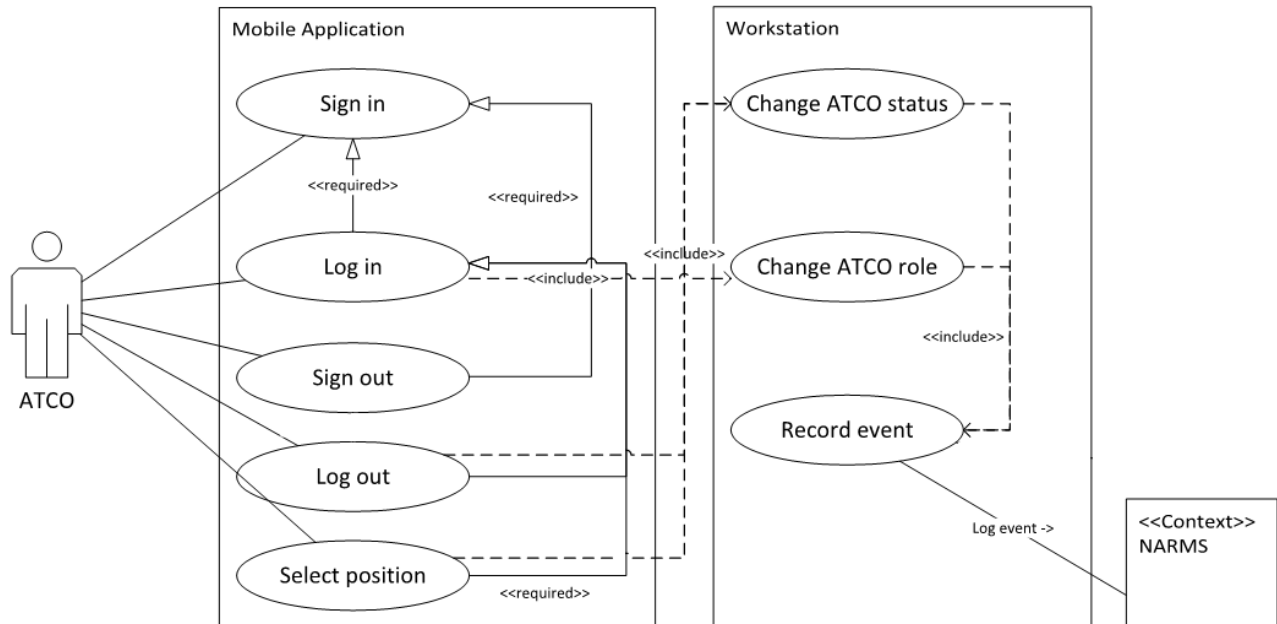 Mobile Application
Workstation
Sign in
Change ATCO status
<<required>>
<<required>>
Log in
<<include>>
<<include>>
Change ATCO role
<<include>>
Sign out
ATCO
Record event
Log out
Log event ->
<<Context>>
NARMS
Select position
<<required>>